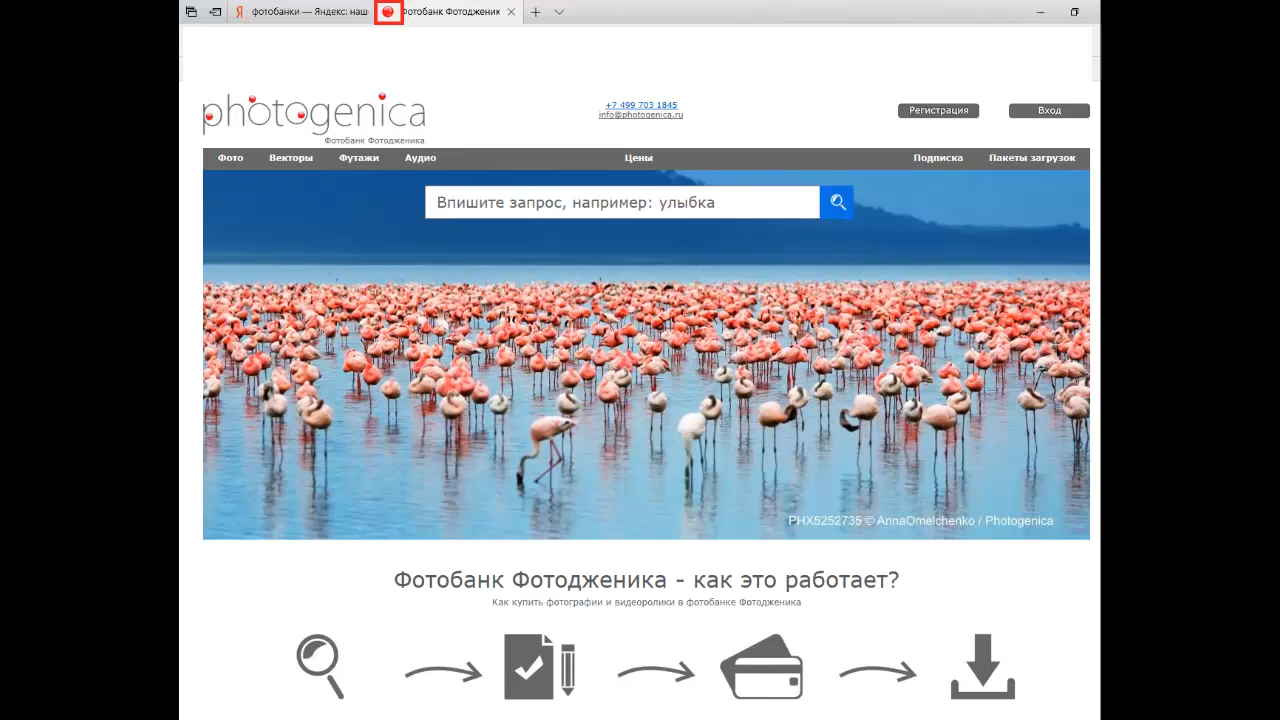 фотобанки — Яндекс: наш
Фотобанк Фотодженик
photogenica
Фотобанк Фотодженика
+7 499 703 1845
info@photogenica.ru
Регистрация
Вход
Фото Векторы Футажи Аудио Цены Подписка Пакеты загрузок
Впишите запрос, например: улыбка
PHX5252735 © AnnaOmelchenko / Photogenica
Фотобанк Фотодженика - как это работает?
Как купить фотографии и видеоролики в фотобанке Фотодженика